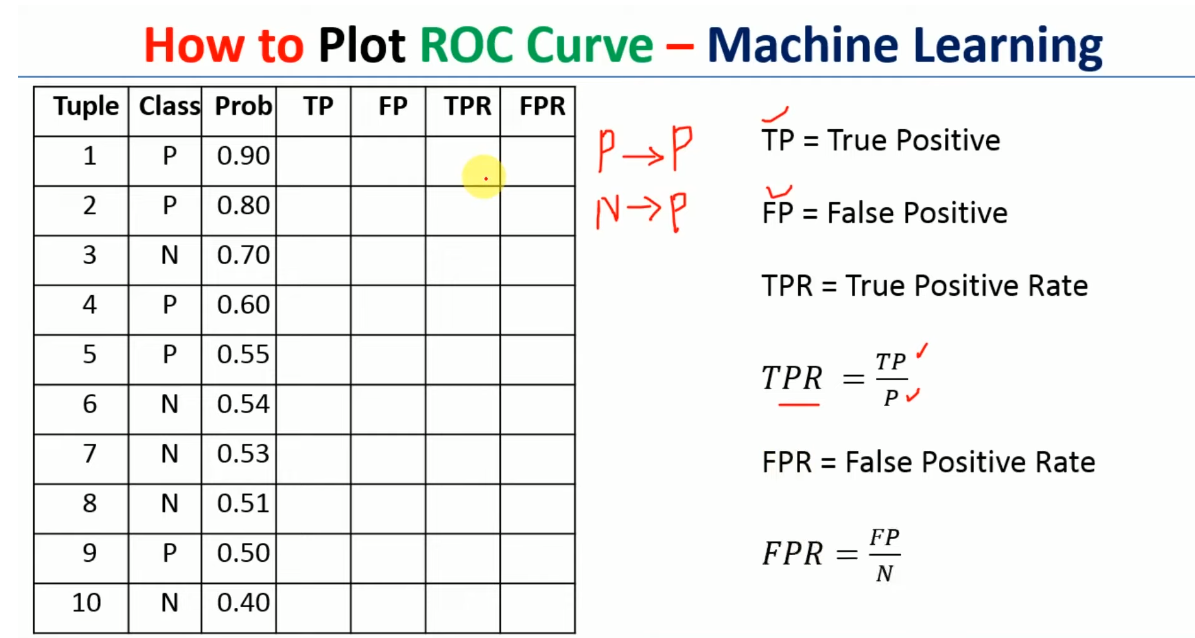 How to Plot ROC Curve – Machine Learning
Tuple Class Prob TP FP TPR FPR
1 P 0.90
2 P 0.80
3 N 0.70
4 P 0.60
5 P 0.55
6 N 0.54
7 N 0.53
8 N 0.51
9 P 0.50
10 N 0.40
P → P
N → P
TP = True Positive
FP = False Positive
TPR = True Positive Rate
TPR = TP/P
FPR = False Positive Rate
FPR = FP/N